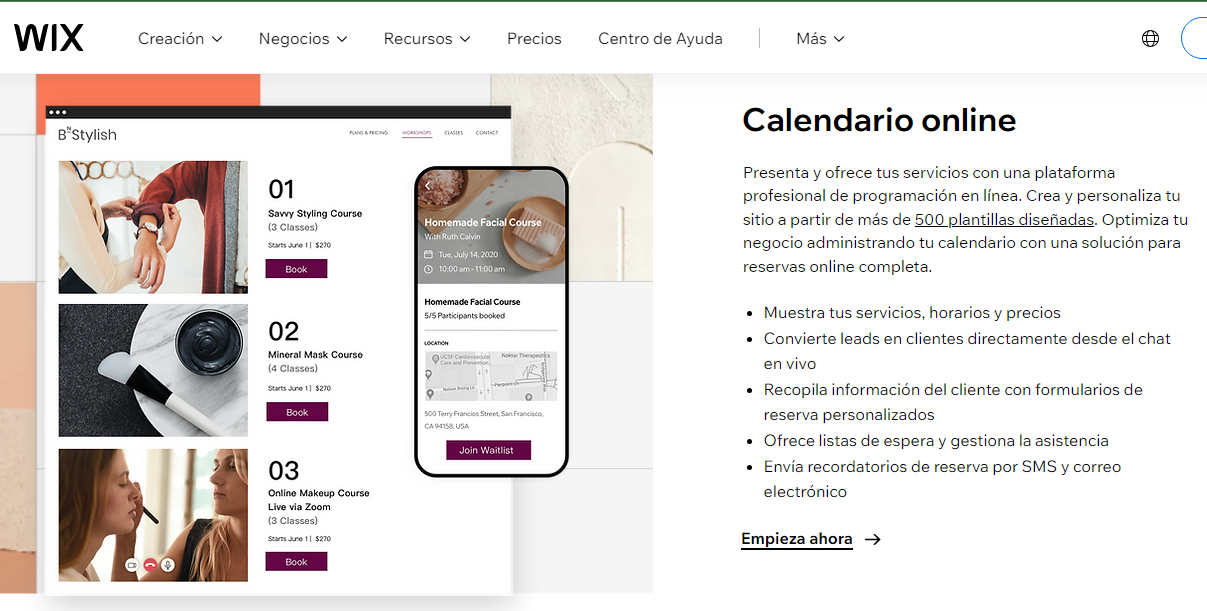 WIX
Creación
Negocios
Recursos
Precios
Centro de Ayuda
Más
B N Stylish
PLANS & PRICING
WORKSHOPS
CLASSES
CONTACT
01
Savvy Styling Course
(3 Classes)
Starts June 1 | $270
Book
02
Mineral Mask Course
(4 Classes)
Starts June 1 | $270
Book
03
Online Makeup Course
Live via Zoom
(3 Classes)
Starts June 1 | $270
Book
Homemade Facial Course
With Ruth Calvin
Tue, July 14, 2020
10:00 am - 11:00 am
Homemade Facial Course
5/5 Participants booked
LOCATION
UCSF Cardiovascular
Care and Prevention
Nektar Therapeutics
Nelson Rising Ln
Pierpoint Ln
500 Terry Francios Street, San Francisco,
CA 94158, USA
Join Waitlist
Calendario online
Presenta y ofrece tus servicios con una plataforma
profesional de programación en línea. Crea y personaliza tu
sitio a partir de más de 500 plantillas diseñadas. Optimiza tu
negocio administrando tu calendario con una solución para
reservas online completa.
• Muestra tus servicios, horarios y precios
• Convierte leads en clientes directamente desde el chat
en vivo
• Recopila información del cliente con formularios de
reserva personalizados
• Ofrece listas de espera y gestiona la asistencia
• Envía recordatorios de reserva por SMS y correo
electrónico
Empieza ahora →